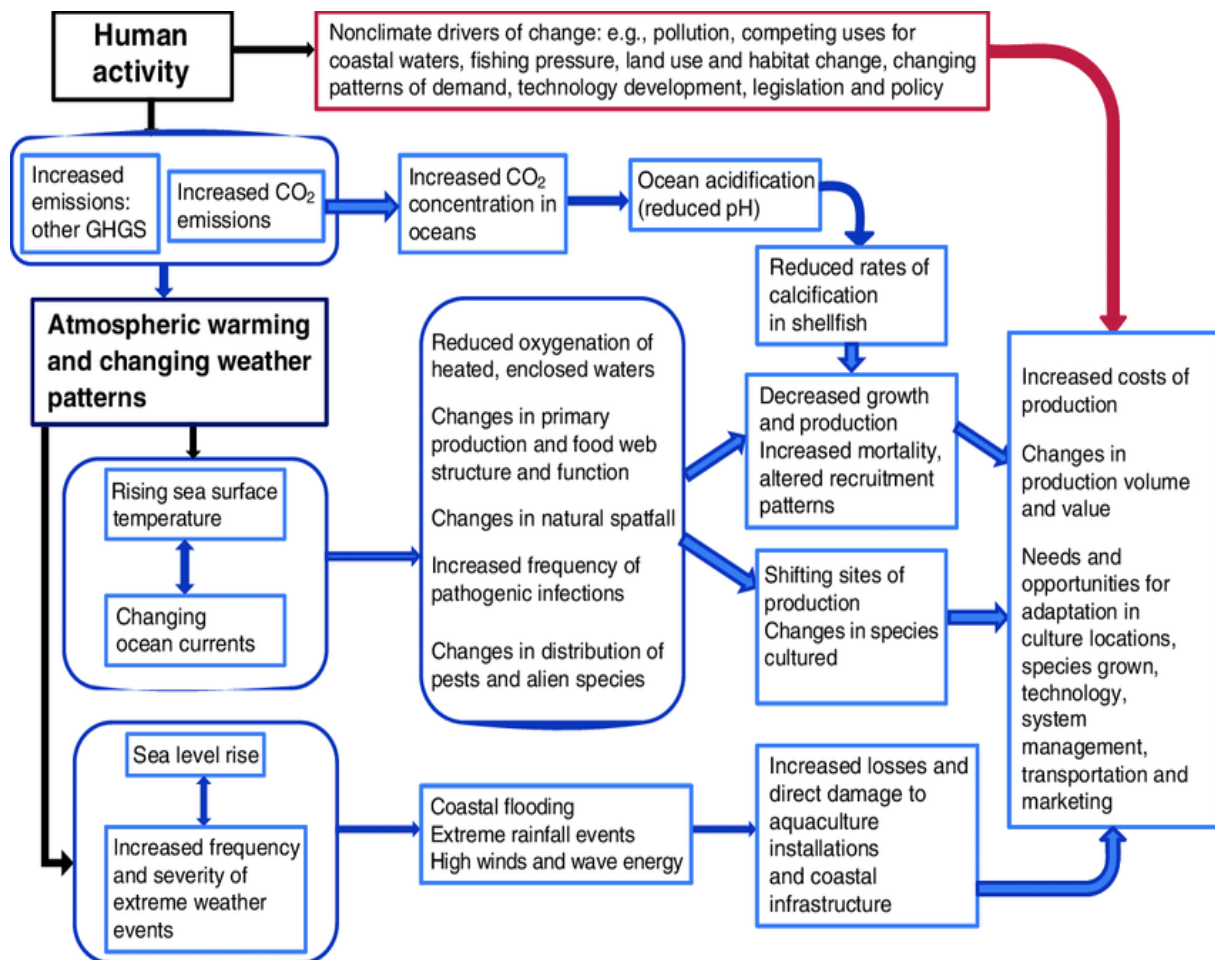 Human
activity
Nonclimate drivers of change: e.g., pollution, competing uses for
coastal waters, fishing pressure, land use and habitat change, changing
patterns of demand, technology development, legislation and policy
Increased
emissions:
other GHGS
Increased CO₂
emissions
Increased CO₂
concentration in
oceans
Ocean acidification
(reduced pH)
Reduced rates of
calcification
in shellfish
Atmospheric warming
and changing weather
patterns
Rising sea surface
temperature
Changing
ocean currents
Reduced oxygenation of
heated, enclosed waters
Changes in primary
production and food web
structure and function
Changes in natural spatfall
Increased frequency of
pathogenic infections
Changes in distribution of
pests and alien species
Decreased growth
and production
Increased mortality,
altered recruitment
patterns
Shifting sites of
production
Changes in species
cultured
Increased costs of
production
Changes in
production volume
and value
Needs and
opportunities for
adaptation in
culture locations,
species grown,
technology,
system
management,
transportation and
marketing
Sea level rise
Increased frequency
and severity of
extreme weather
events
Coastal flooding
Extreme rainfall events
High winds and wave energy
Increased losses and
direct damage to
aquaculture
installations
and coastal
infrastructure